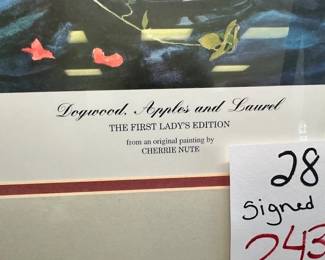 Dogwood, Apples and Laurel
THE FIRST LADY'S EDITION
from an original painting by
CHERRIE NUTE
28
Signed
243